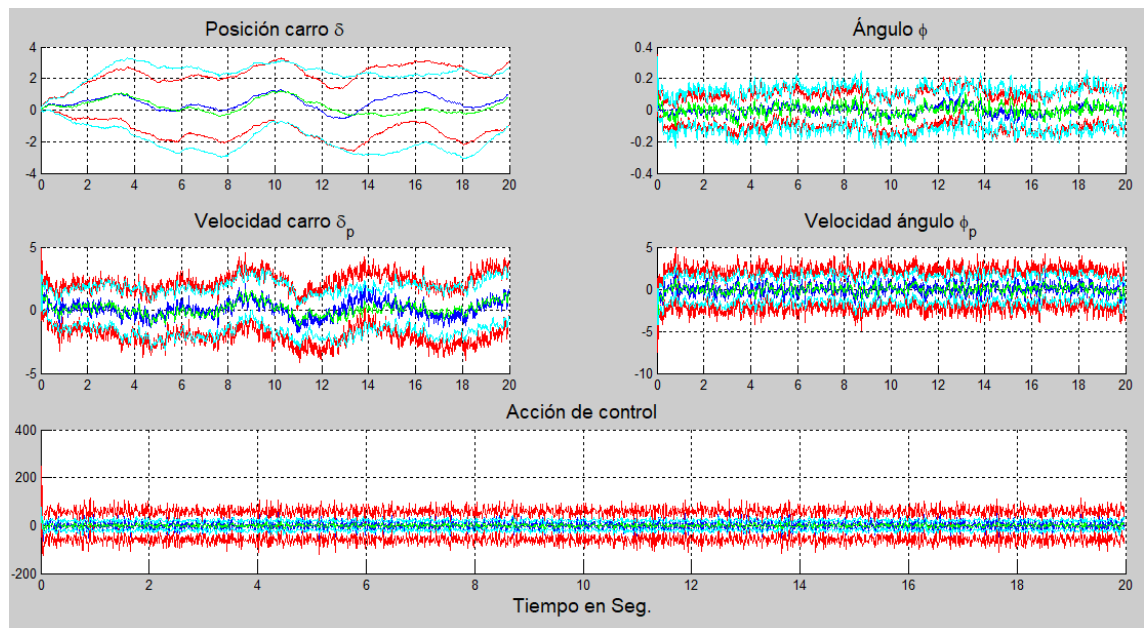 Posición carro δ
4
2
0
-2
-4
0 2 4 6 8 10 12 14 16 18 20
Ángulo ϕ
0.4
0.2
0
-0.2
-0.4
0 2 4 6 8 10 12 14 16 18 20
Velocidad carro δp
5
0
-5
0 2 4 6 8 10 12 14 16 18 20
Velocidad ángulo ϕp
5
0
-5
-10
0 2 4 6 8 10 12 14 16 18 20
Acción de control
400
200
0
-200
0 2 4 6 8 10 12 14 16 18 20
Tiempo en Seg.